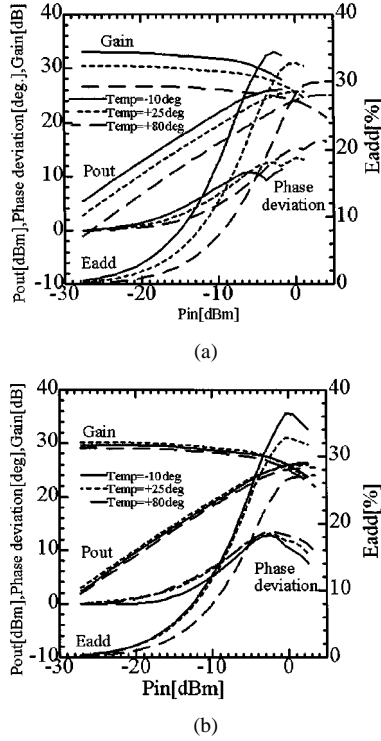 Pout[dBm],Phase deviation[deg.],Gain[dB]
40
30
20
10
0
-10
Gain
Temp=-10deg
Temp=+25deg
Temp=+80deg
Pout
Phase
deviation
Eadd
40
30
20
10
0
Eadd[%]
-30
-20
-10
0
Pin[dBm]
(a)
Pout[dBm],Phase deviation[deg],Gain[dB]
40
30
20
10
0
-10
Gain
Temp=-10deg
Temp=+25deg
Temp=+80deg
Pout
Phase
deviation
Eadd
40
30
20
10
0
Eadd[%]
-30
-20
-10
0
Pin[dBm]
(b)